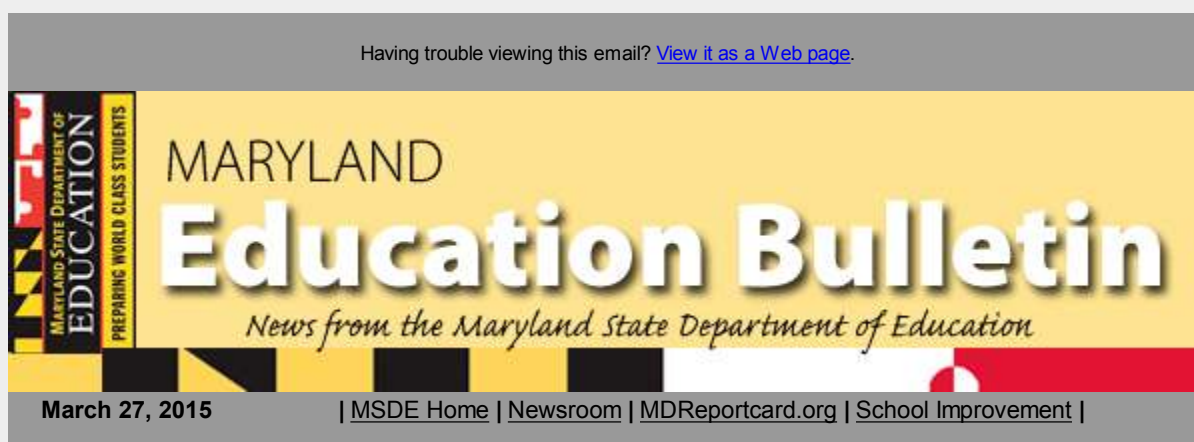 Having trouble viewing this email? View it as a Web page.
MARYLAND STATE DEPARTMENT OF
EDUCATION
PREPARING WORLD CLASS STUDENTS
MARYLAND
Education Bulletin
News from the Maryland State Department of Education
March 27, 2015 | MSDE Home | Newsroom | MDReportcard.org | School Improvement |